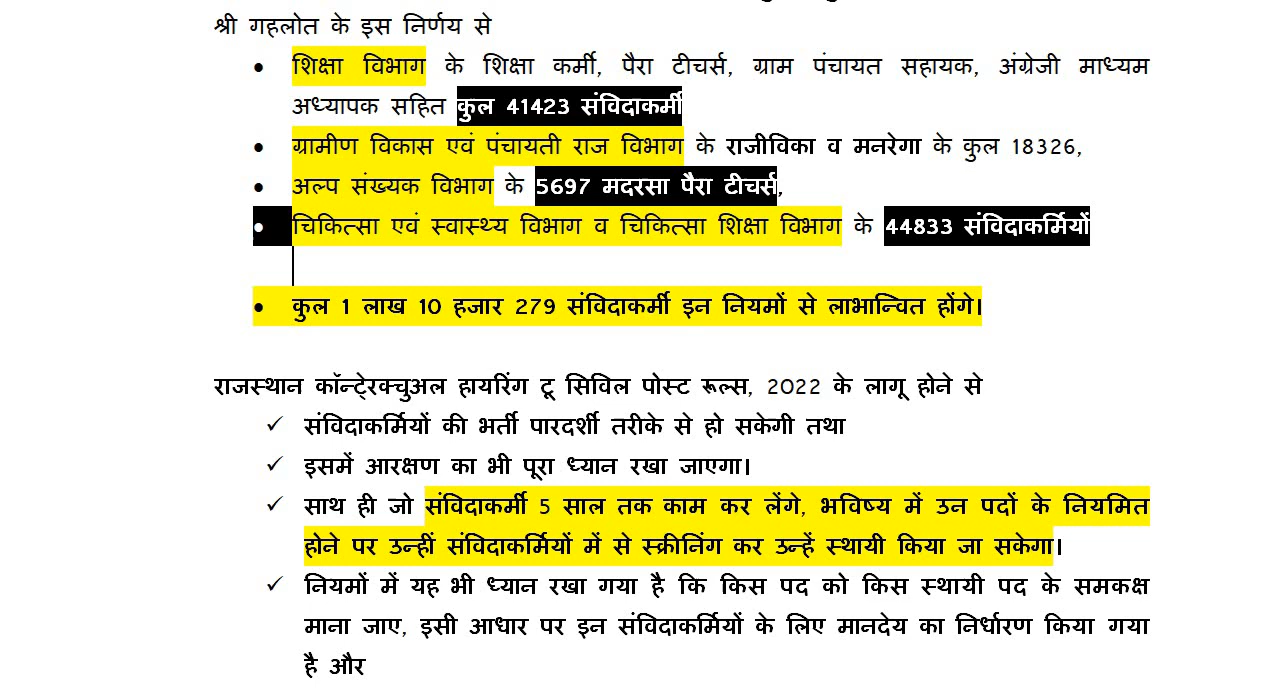 श्री गहलोत के इस निर्णय से
• शिक्षा विभाग के शिक्षा कर्मी, पैरा टीचर्स, ग्राम पंचायत सहायक, अंग्रेजी माध्यम
अध्यापक सहित कुल 41423 संविदाकर्मी
• ग्रामीण विकास एवं पंचायती राज विभाग के राजीविका व मनरेगा के कुल 18326,
• अल्प संख्यक विभाग के 5697 मदरसा पैरा टीचर्स,
• चिकित्सा एवं स्वास्थ्य विभाग व चिकित्सा शिक्षा विभाग के 44833 संविदाकर्मियों
• कुल 1 लाख 10 हजार 279 संविदाकर्मी इन नियमों से लाभान्वित होंगे।
राजस्थान कॉन्टे्रक्चुअल हायरिंग टू सिविल पोस्ट रूल्स, 2022 के लागू होने से
✓ संविदाकर्मियों की भर्ती पारदर्शी तरीके से हो सकेगी तथा
✓ इसमें आरक्षण का भी पूरा ध्यान रखा जाएगा।
✓ साथ ही जो संविदाकर्मी 5 साल तक काम कर लेंगे, भविष्य में उन पदों के नियमित
होने पर उन्हीं संविदाकर्मियों में से स्क्रीनिंग कर उन्हें स्थायी किया जा सकेगा।
✓ नियमों में यह भी ध्यान रखा गया है कि किस पद को किस स्थायी पद के समकक्ष
माना जाए, इसी आधार पर इन संविदाकर्मियों के लिए मानदेय का निर्धारण किया गया
है और